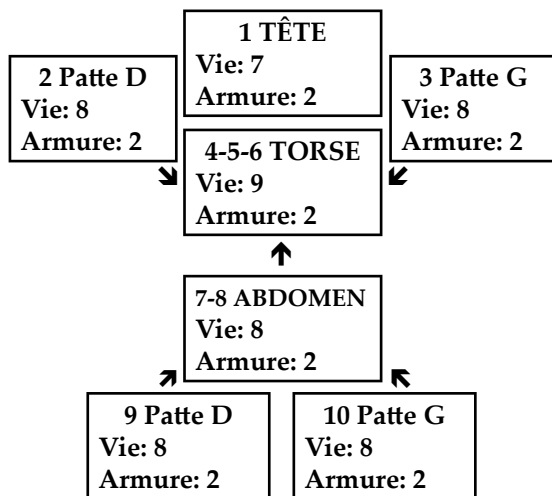 1 TÊTE
Vie: 7
Armure: 2
2 Patte D
Vie: 8
Armure: 2
3 Patte G
Vie: 8
Armure: 2
4-5-6 TORSE
Vie: 9
Armure: 2
7-8 ABDOMEN
Vie: 8
Armure: 2
9 Patte D
Vie: 8
Armure: 2
10 Patte G
Vie: 8
Armure: 2